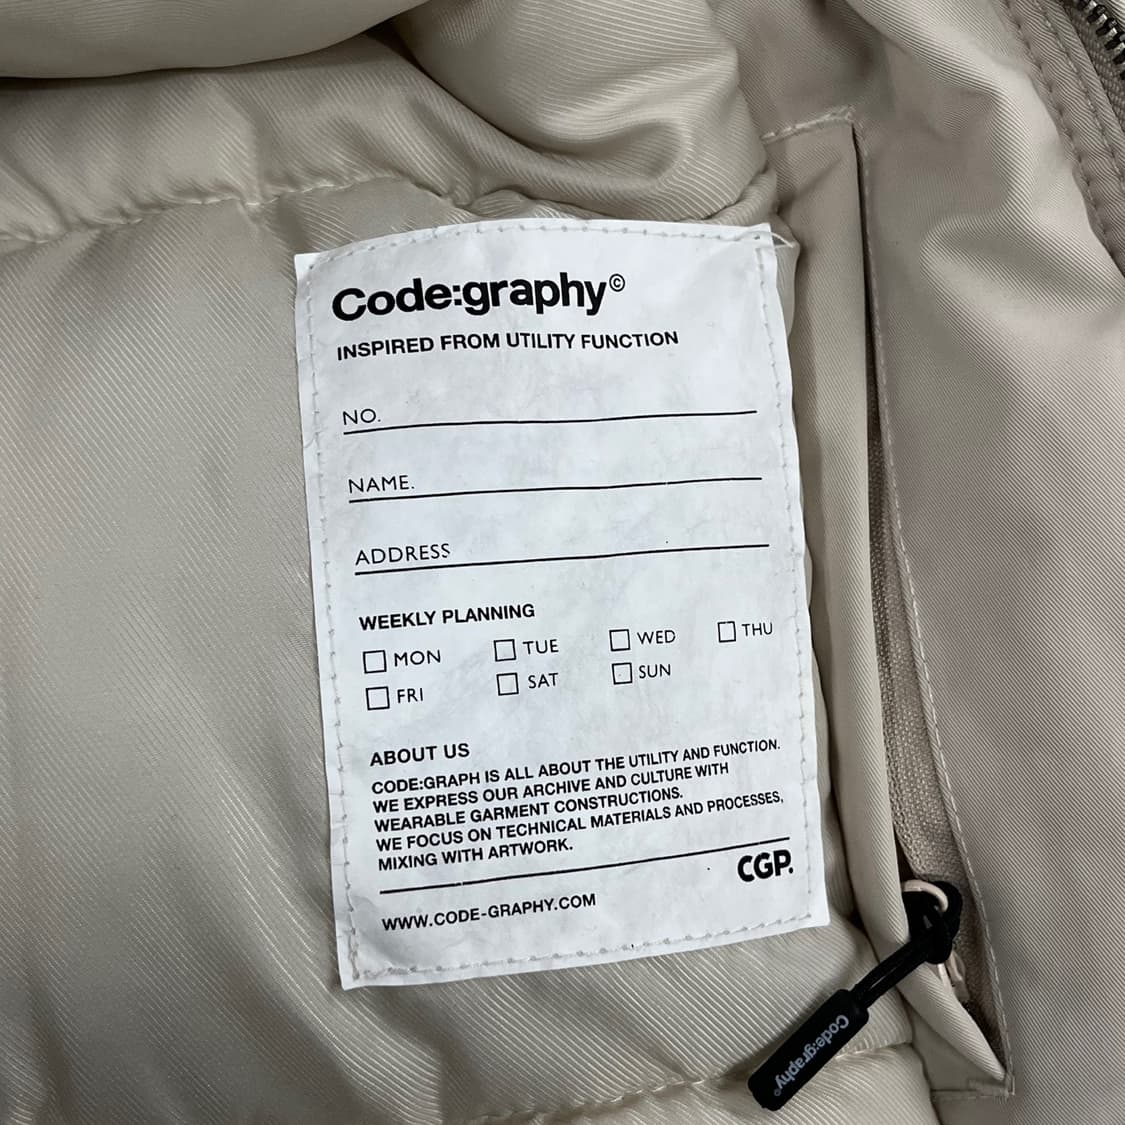 Code:graphy©
INSPIRED FROM UTILITY FUNCTION
NO.
NAME.
ADDRESS
WEEKLY PLANNING
MON TUE WED THU
FRI SAT SUN
ABOUT US
CODE:GRAPH IS ALL ABOUT THE UTILITY AND FUNCTION.
WE EXPRESS OUR ARCHIVE AND CULTURE WITH
WEARABLE GARMENT CONSTRUCTIONS.
WE FOCUS ON TECHNICAL MATERIALS AND PROCESSES,
MIXING WITH ARTWORK.
CGP.
WWW.CODE-GRAPHY.COM
Code:graphy©